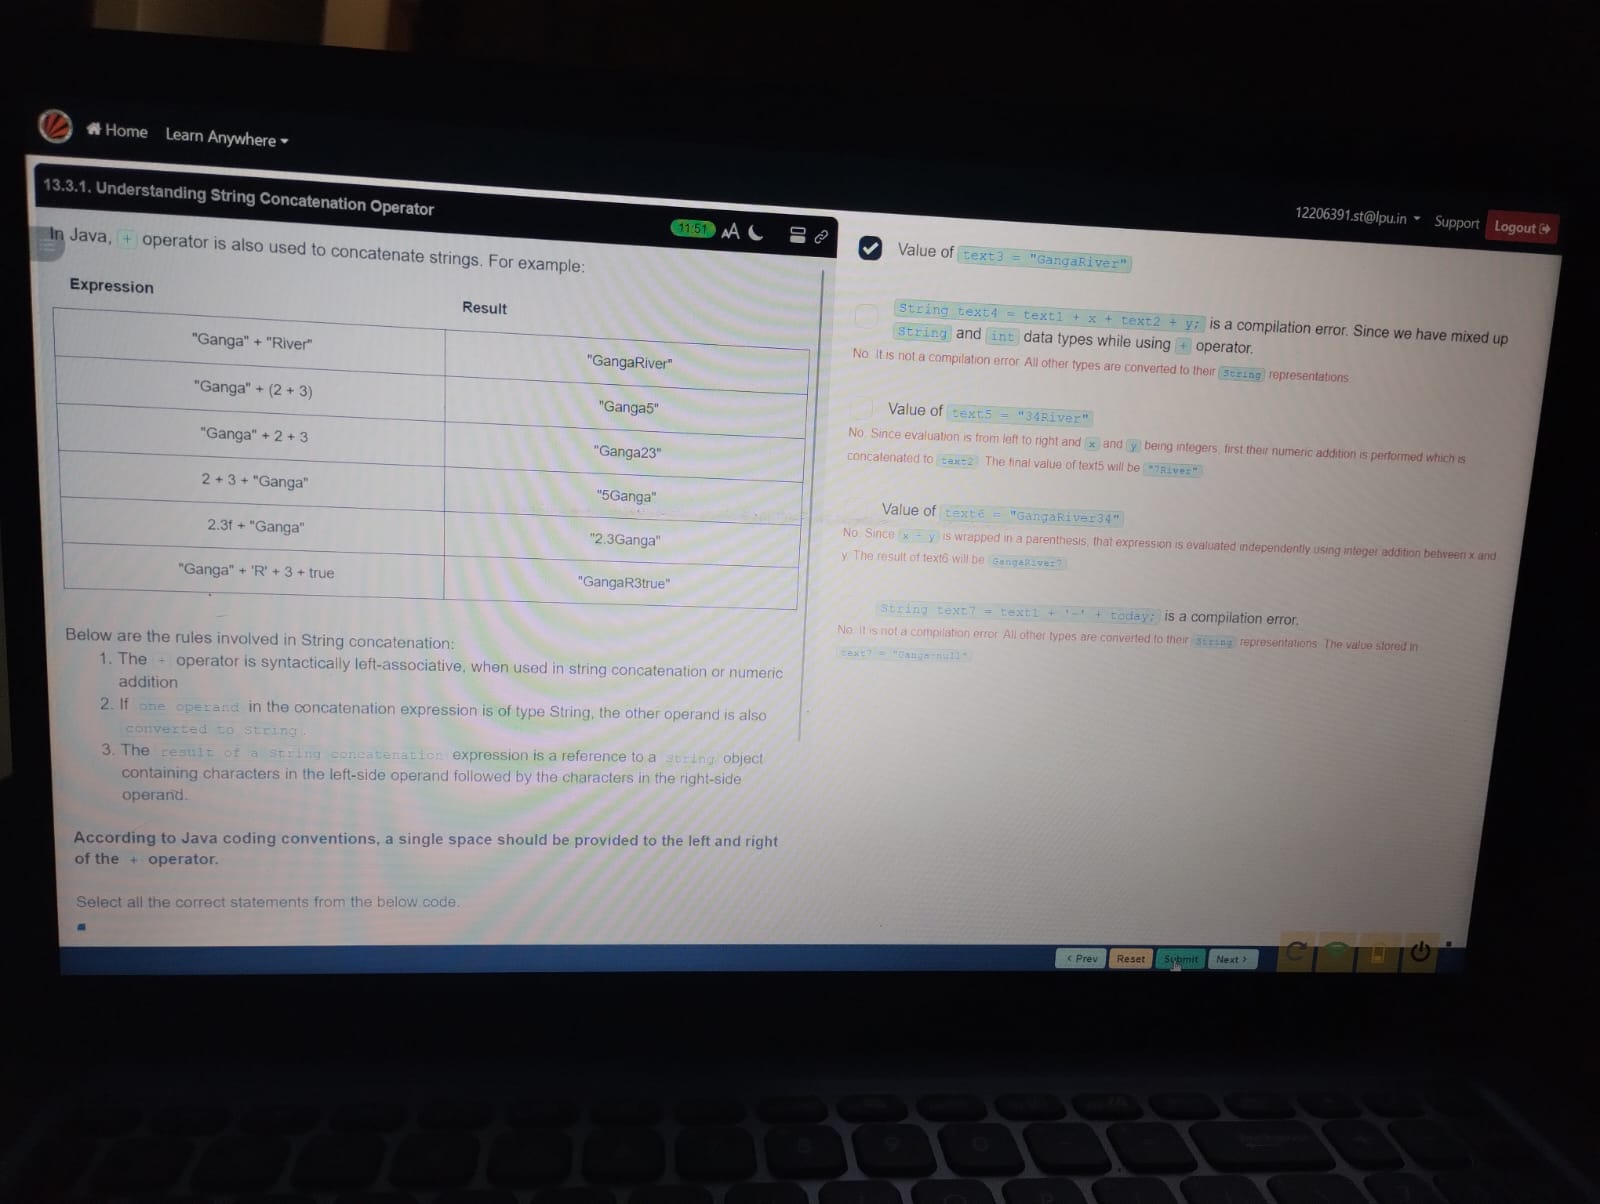 Home Learn Anywhere
12206391.st@lpu.in Support Logout
13.3.1. Understanding String Concatenation Operator
11:51 AA
In Java, + operator is also used to concatenate strings. For example:
Expression Result
"Ganga" + "River" "GangaRiver"
"Ganga" + (2 + 3) "Ganga5"
"Ganga" + 2 + 3 "Ganga23"
2 + 3 + "Ganga" "5Ganga"
2.3f + "Ganga" "2.3Ganga"
"Ganga" + 'R' + 3 + true "GangaR3true"
Below are the rules involved in String concatenation:
1. The + operator is syntactically left-associative, when used in string concatenation or numeric
addition
2. If one operand in the concatenation expression is of type String, the other operand is also
converted to String.
3. The result of a String concatenation expression is a reference to a String object
containing characters in the left-side operand followed by the characters in the right-side
operand.
According to Java coding conventions, a single space should be provided to the left and right
of the + operator.
Select all the correct statements from the below code.
Value of text3 = "GangaRiver"
String text4 = text1 + x + text2 + y; is a compilation error. Since we have mixed up
String and int data types while using + operator.
No. It is not a compilation error. All other types are converted to their String representations.
Value of text5 = "34River"
No. Since evaluation is from left to right and x and y being integers, first their numeric addition is performed which is
concatenated to text2. The final value of text5 will be "7River"
Value of text6 = "GangaRiver34"
No. Since x + y is wrapped in a parenthesis, that expression is evaluated independently using integer addition between x and
y. The result of text6 will be GangaRiver7
String text7 = text1 + '-' + today; is a compilation error.
No. It is not a compilation error. All other types are converted to their String representations. The value stored in
text7 = "Ganga-null"
< Prev Reset Submit Next >